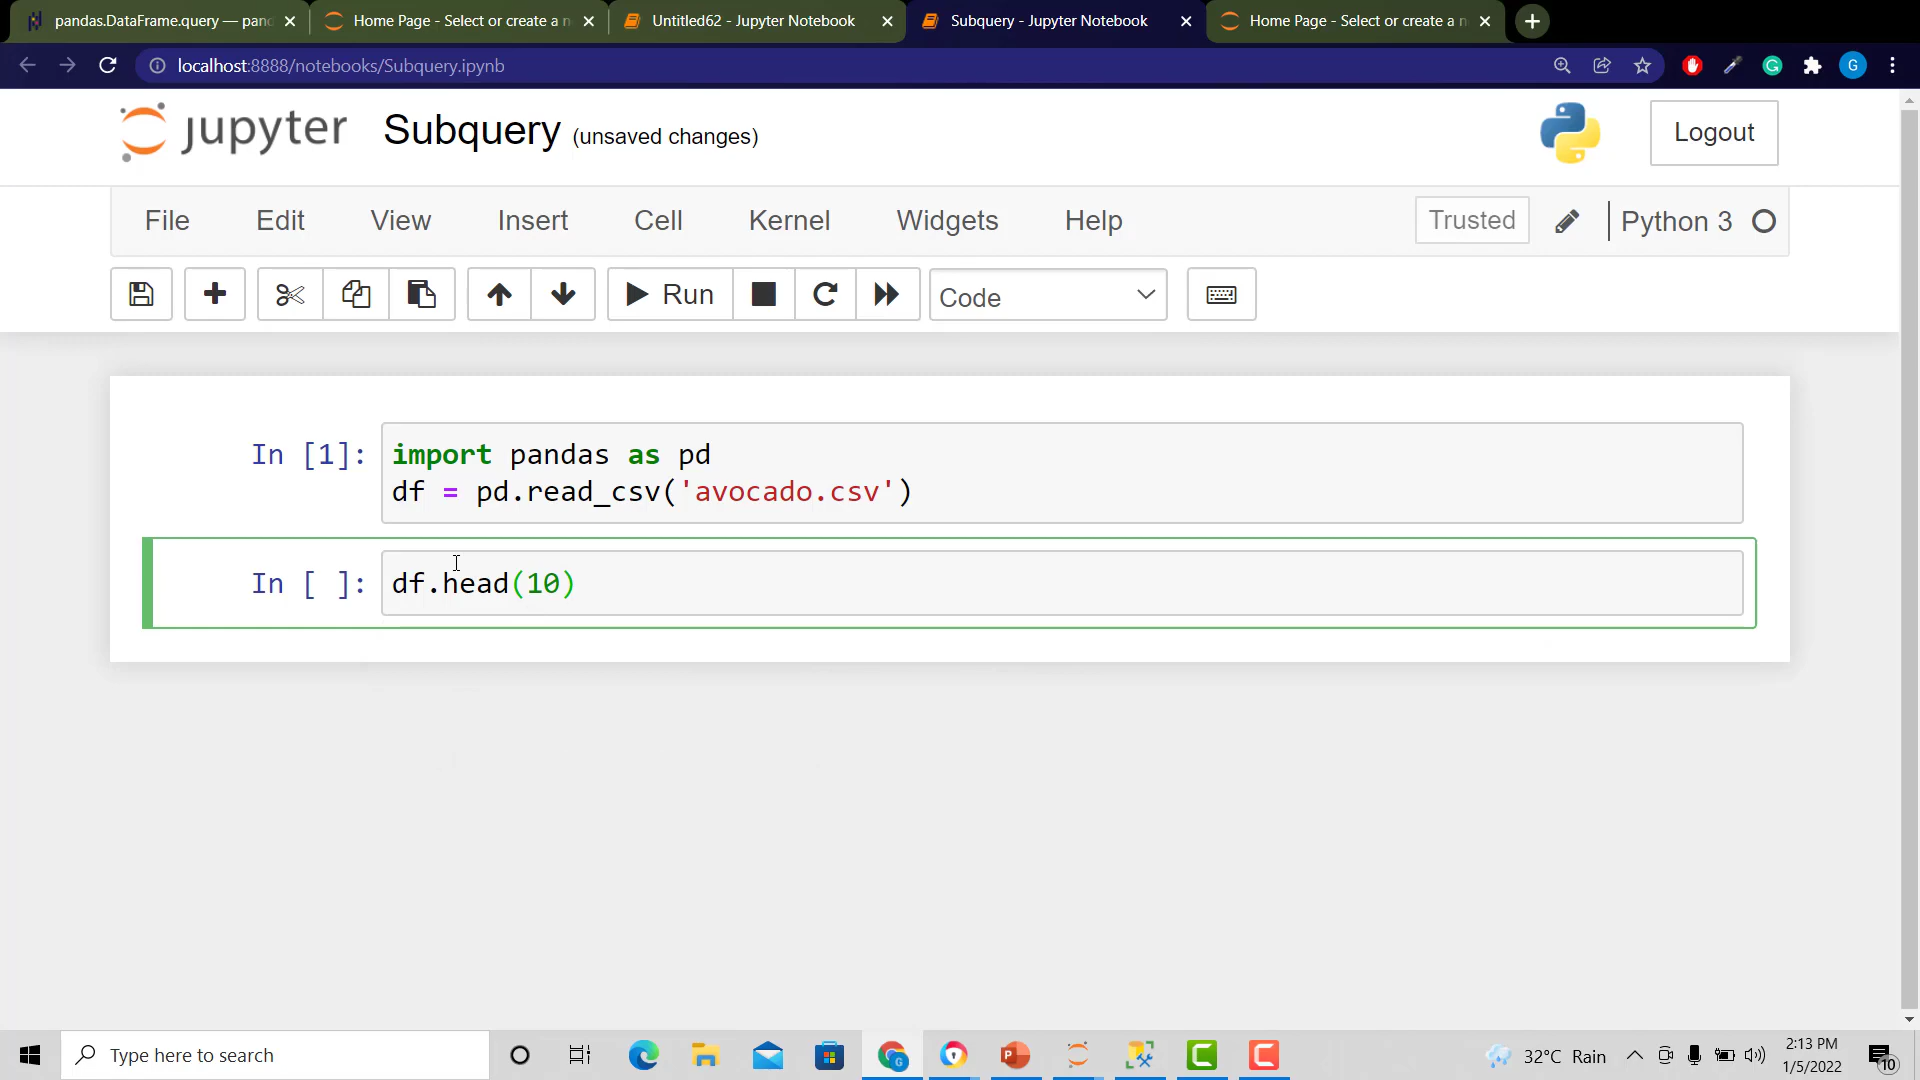 pandas.DataFrame.query — pand
Home Page - Select or create a n
Untitled62 - Jupyter Notebook
Subquery - Jupyter Notebook
Home Page - Select or create a n
localhost:8888/notebooks/Subquery.ipynb
G
jupyter Subquery (unsaved changes)
Logout
File Edit View Insert Cell Kernel Widgets Help Trusted Python 3
Run Code
In [1]: import pandas as pd
df = pd.read_csv('avocado.csv')
In [ ]: df.head(10)
Type here to search
32°C Rain
2:13 PM
1/5/2022
10